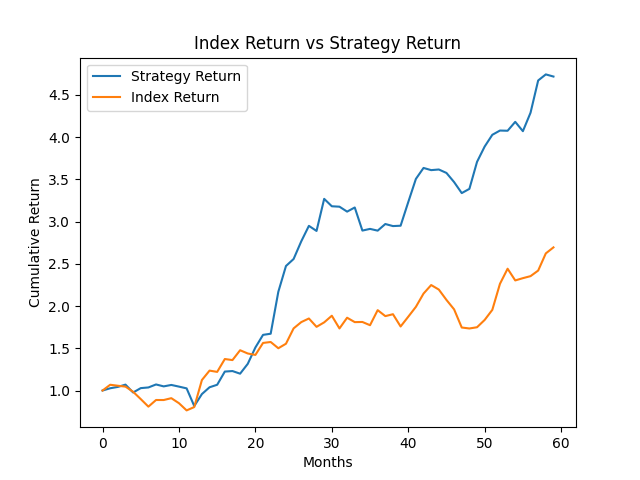 Index Return vs Strategy Return
Strategy Return
Index Return
Cumulative Return
4.5
4.0
3.5
3.0
2.5
2.0
1.5
1.0
0 10 20 30 40 50 60
Months